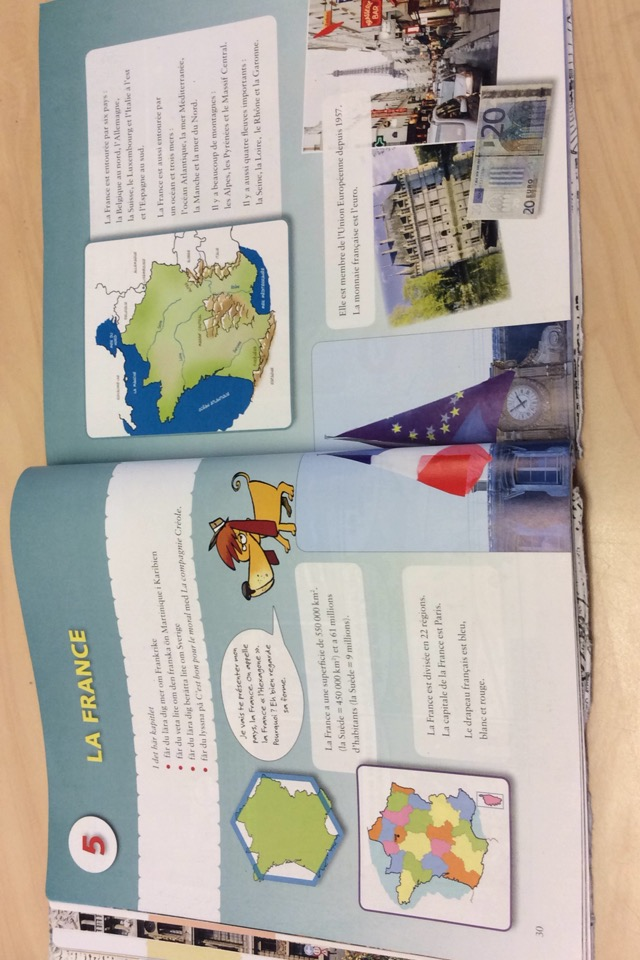 5
LA FRANCE
I det här kapitlet
• får du lära dig mer om Frankrike
• får du veta lite om den franska ön Martinique i Karibien
• får du lära dig berätta lite om Sverige
• får du lyssna på C'est bon pour le moral med La compagnie Créole.
Je vais te présenter mon
pays, la France. On appelle
la France « l'Hexagone ».
Pourquoi ? Eh bien regarde
sa forme.
La France a une superficie de 550 000 km².
(la Suède = 450 000 km²) et a 61 millions
d'habitants (la Suède = 9 millions).
La France est divisée en 22 régions.
La capitale de la France est Paris.
Le drapeau français est bleu,
blanc et rouge.
30
La France est entourée par six pays :
la Belgique au nord, l'Allemagne,
la Suisse, le Luxembourg et l'Italie à l'est
et l'Espagne au sud.
La France est aussi entourée par
un océan et trois mers :
l'océan Atlantique, la mer Méditerranée,
la Manche et la mer du Nord.
Il y a beaucoup de montagnes :
les Alpes, les Pyrénées et le Massif Central.
Il y a aussi quatre fleuves importants :
la Seine, la Loire, le Rhône et la Garonne.
Elle est membre de l'Union Européenne depuis 1957.
La monnaie française est l'euro.
LA MANCHE
MER MÉDITERRANÉE
ESPAGNE
BAR
20
20 EURO